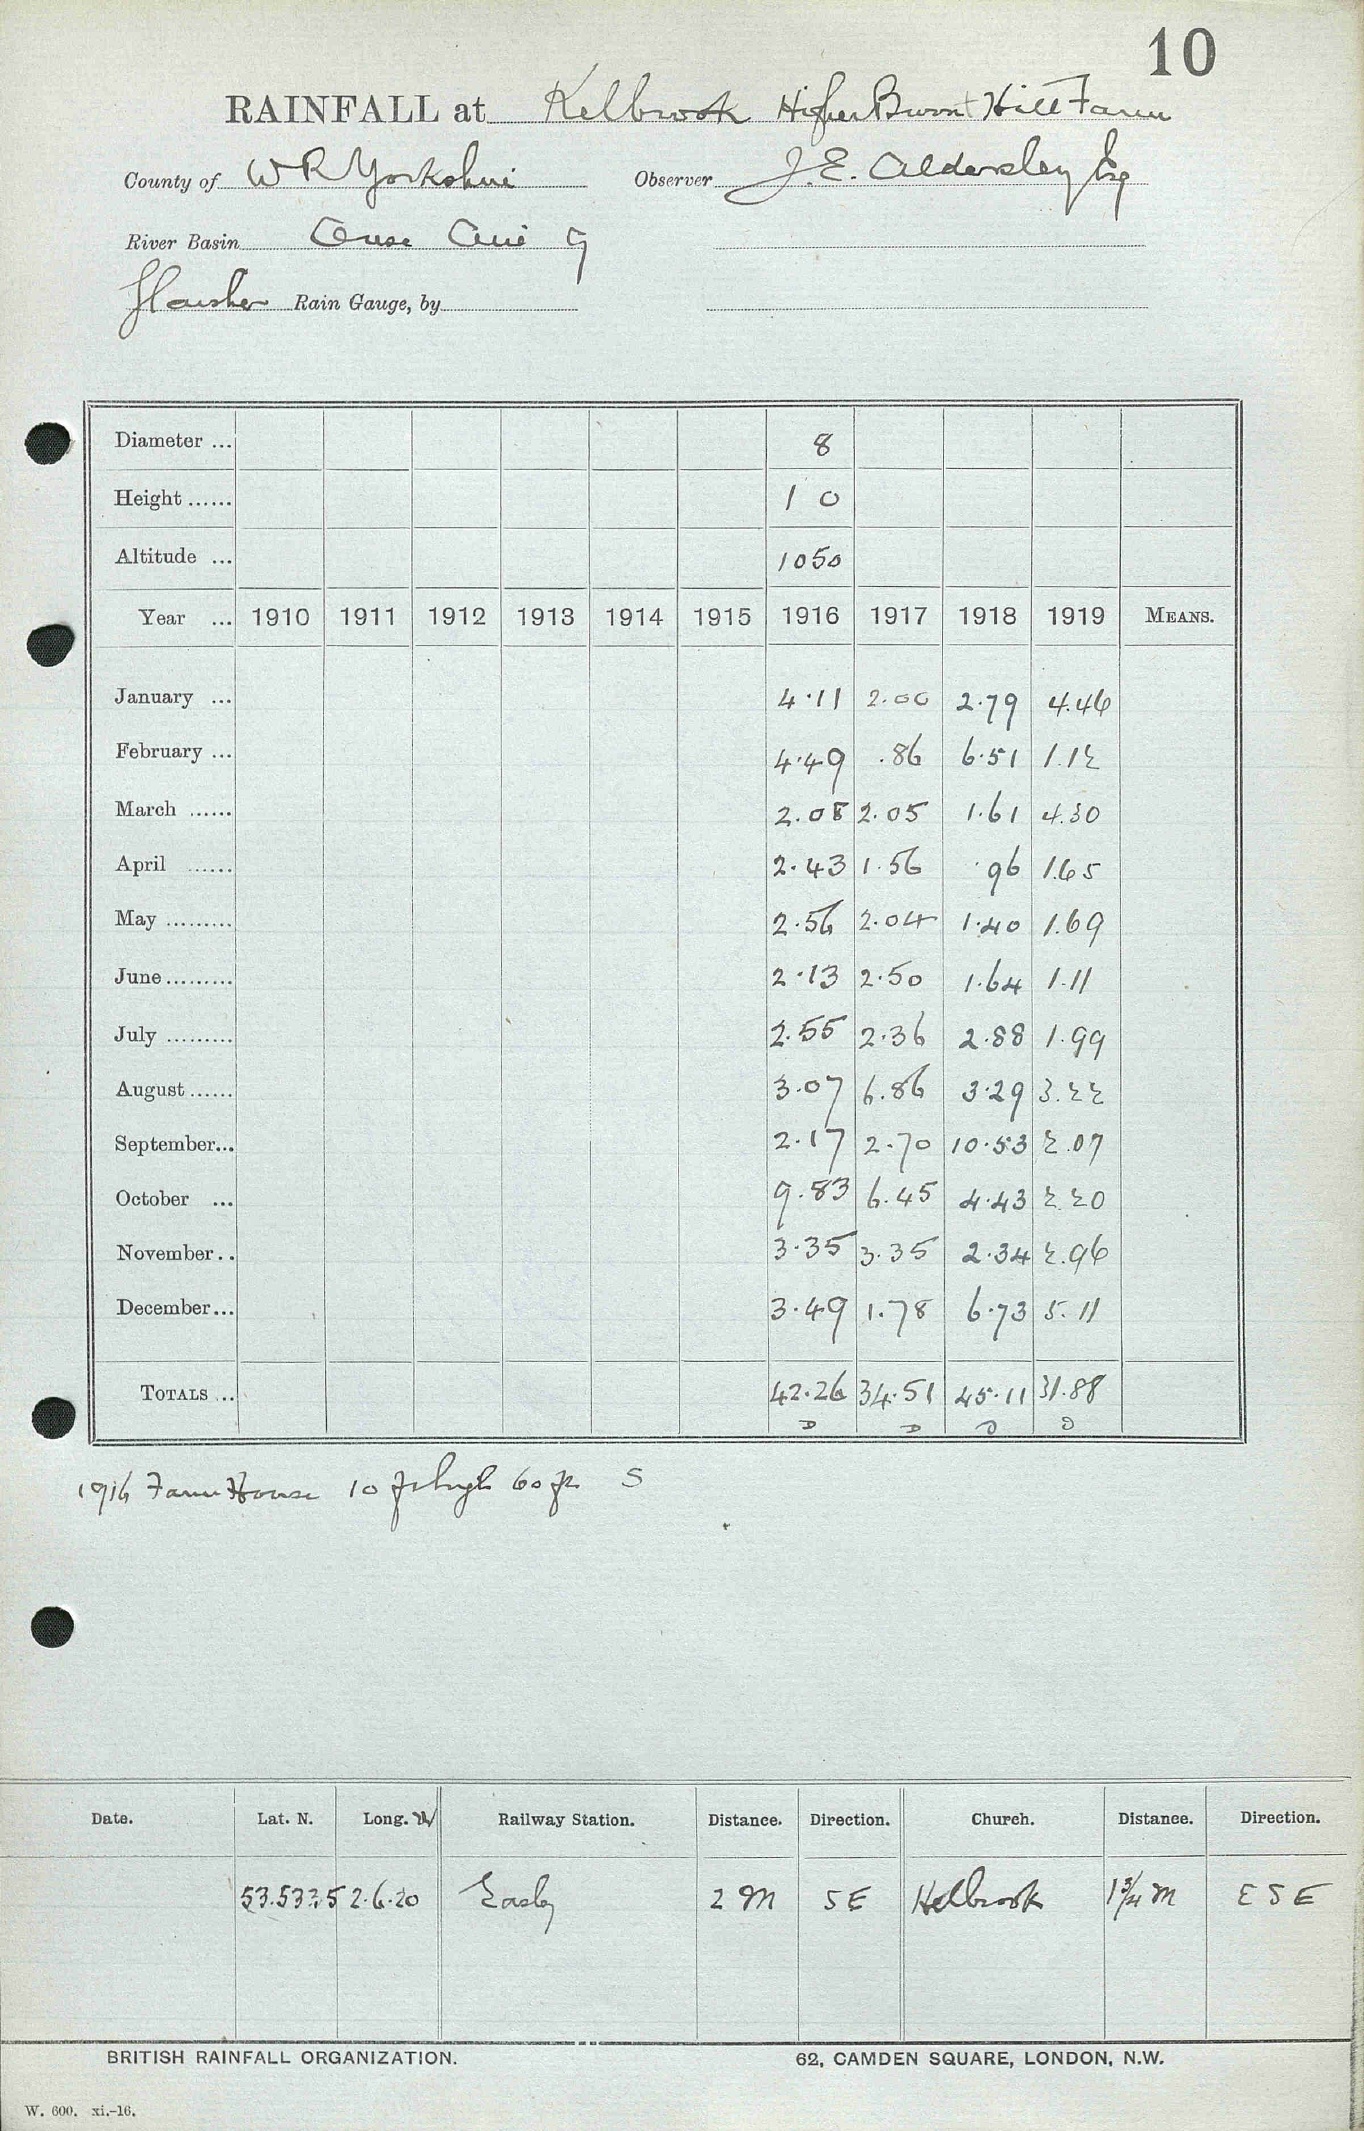 10
RAINFALL at Kelbrook Higher Burnt Hill Farm
County of W R Yorkshire Observer J. E. Aldersley Esq
River Basin Ouse Aire 9
Glaisher Rain Gauge, by
Diameter ... 8
Height ...... 1 0
Altitude ... 1050
Year ... 1910 1911 1912 1913 1914 1915 1916 1917 1918 1919 MEANS.
January ... 4.11 2.00 2.79 4.46
February ... 4.49 .86 6.51 1.12
March ...... 2.08 2.05 1.61 4.30
April ...... 2.43 1.56 .96 1.65
May ......... 2.56 2.04 1.40 1.69
June ......... 2.13 2.50 1.64 1.11
July ......... 2.55 2.36 2.88 1.99
August ...... 3.07 6.86 3.29 3.22
September... 2.17 2.70 10.53 2.07
October ... 9.83 6.45 4.43 2.20
November.. 3.35 3.35 2.34 2.96
December... 3.49 1.78 6.73 5.11
TOTALS ... 42.26 34.51 45.11 31.88
D D D D
1916 Farm House 10 ft high 60 ft S
Date. Lat. N. Long. W Railway Station. Distance. Direction. Church. Distance. Direction.
2.6.20 Earby 2 M SE Kelbrook 1 3/4 M ESE
BRITISH RAINFALL ORGANIZATION. 62, CAMDEN SQUARE, LONDON, N.W.
W. 600. xi.-16.